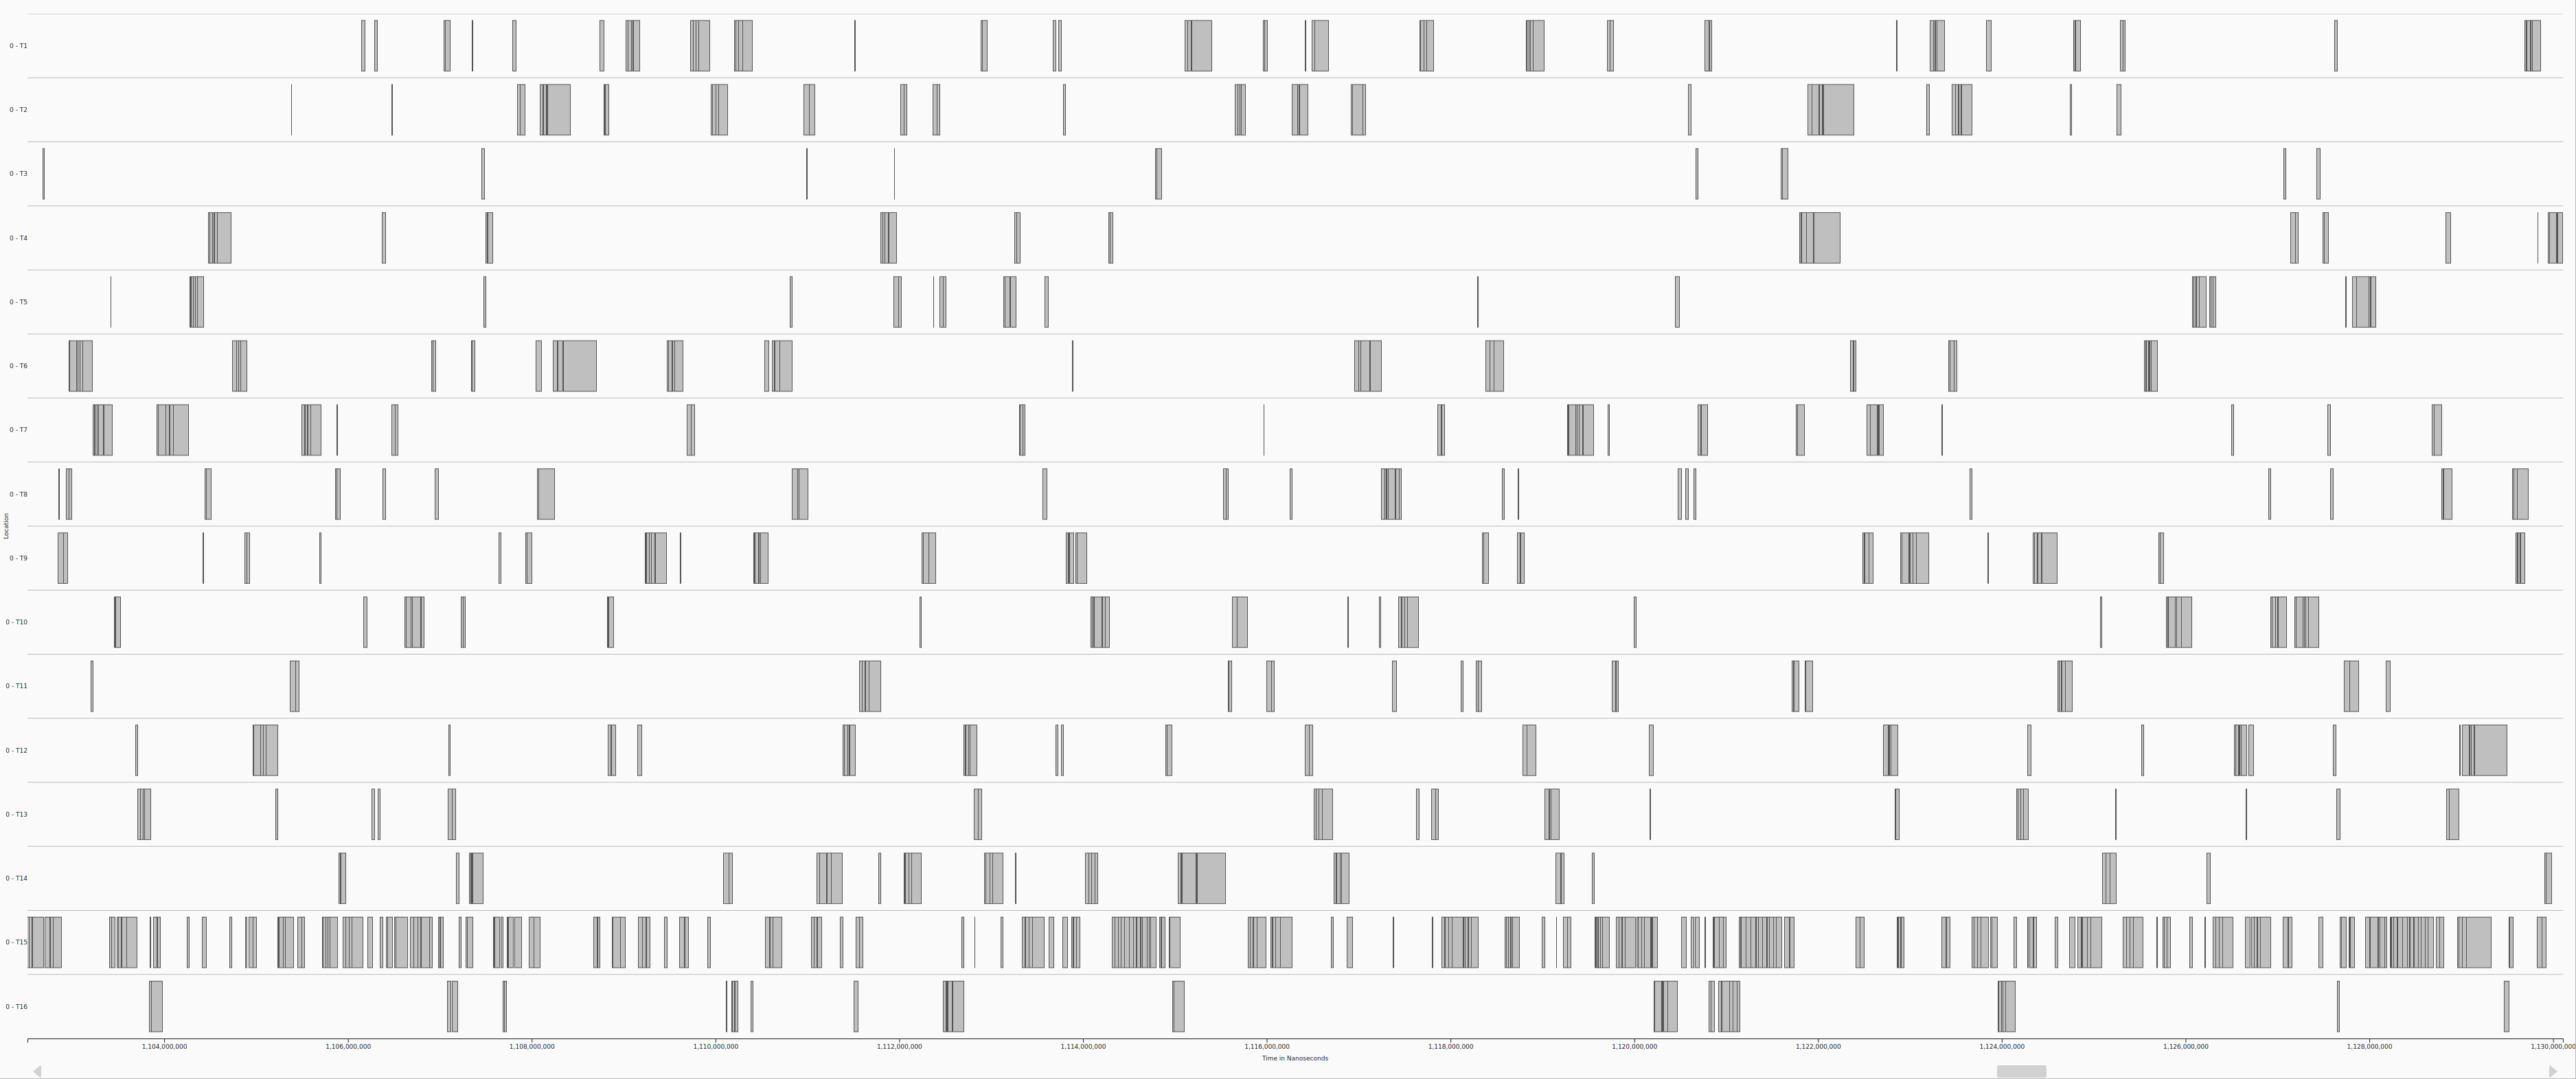 0 - T1
0 - T2
0 - T3
0 - T4
0 - T5
0 - T6
0 - T7
0 - T8
Location
0 - T9
0 - T10
0 - T11
0 - T12
0 - T13
0 - T14
0 - T15
0 - T16
1,104,000,000 1,106,000,000 1,108,000,000 1,110,000,000 1,112,000,000 1,114,000,000 1,116,000,000 1,118,000,000 1,120,000,000 1,122,000,000 1,124,000,000 1,126,000,000 1,128,000,000 1,130,000,000
Time in Nanoseconds